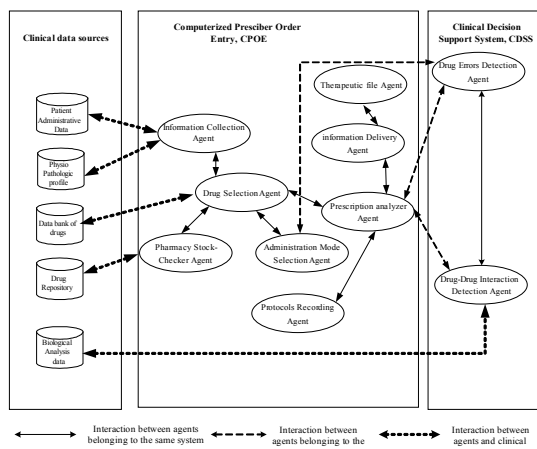 Clinical data sources
Computerized Presciber Order
Entry, CPOE
Clinical Decision
Support System, CDSS
Patient
Administrative
Data
Physio
Pathologic
profile
Data bank of
drugs
Drug
Repository
Biological
Analysis
data
Information Collection
Agent
Drug Selection Agent
Pharmacy Stock-
Checker Agent
Administration Mode
Selection Agent
Therapeutic file Agent
information Delivery
Agent
Prescription analyzer
Agent
Protocols Recording
Agent
Drug Errors Detection
Agent
Drug-Drug Interaction
Detection Agent
Interaction between agents
belonging to the same system
Interaction between
agents belonging to the
Interaction between
agents and clinical